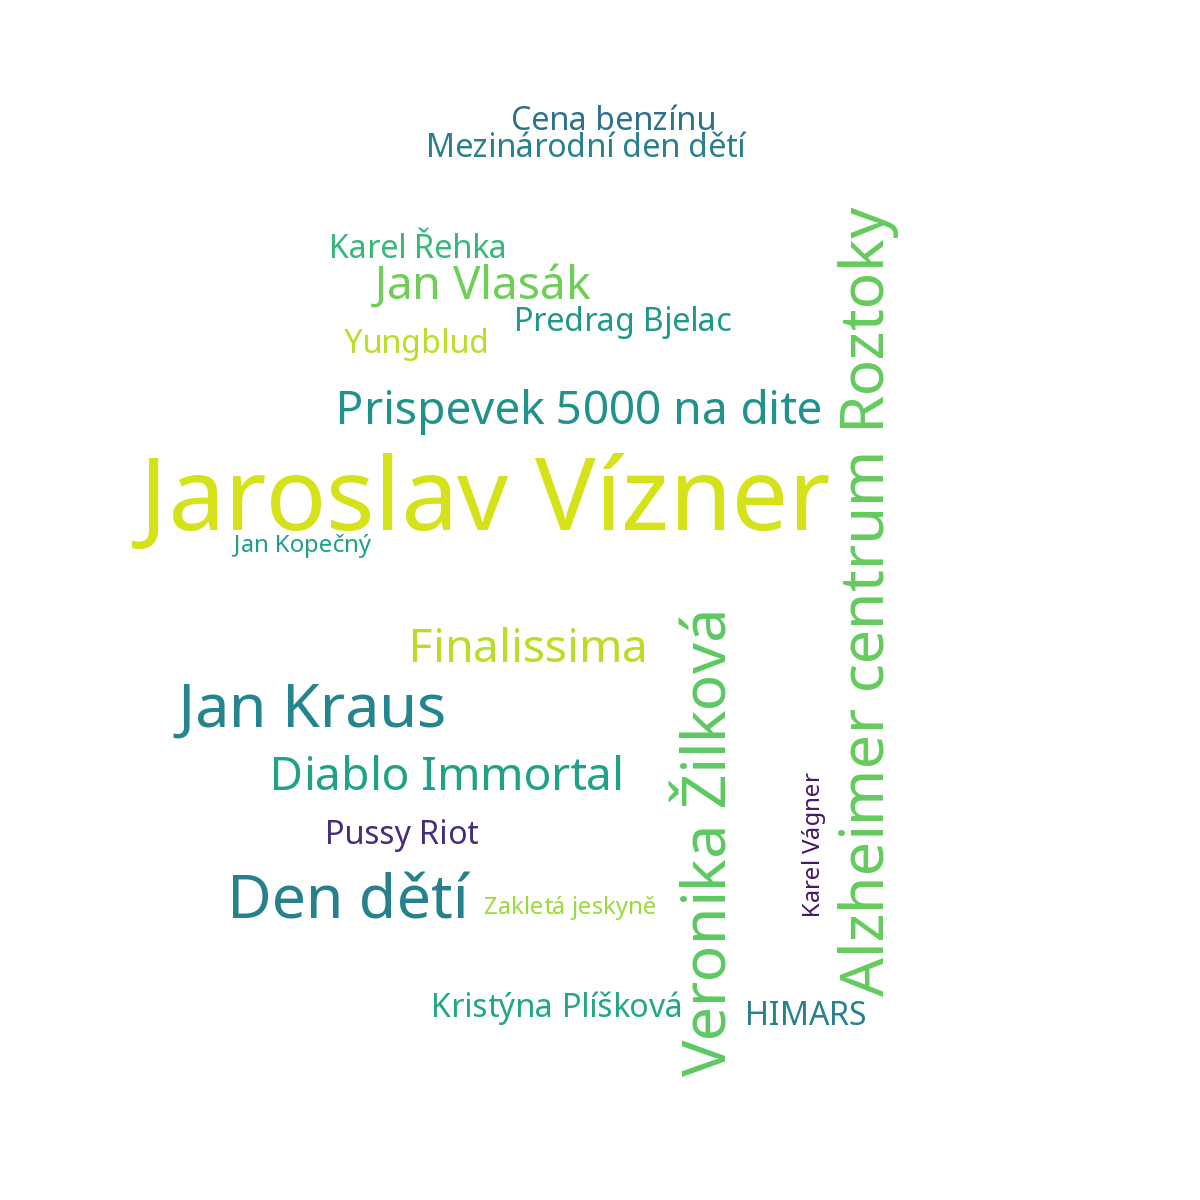 Cena benzínu
Mezinárodní den dětí
Karel Řehka
Jan Vlasák
Predrag Bjelac
Yungblud
Prispevek 5000 na dite
Jaroslav Vízner
Jan Kopečný
Finalissima
Jan Kraus
Diablo Immortal
Pussy Riot
Den dětí
Zakletá jeskyně
Kristýna Plíšková
HIMARS
Veronika Žilková
Karel Vágner
Alzheimer centrum Roztoky